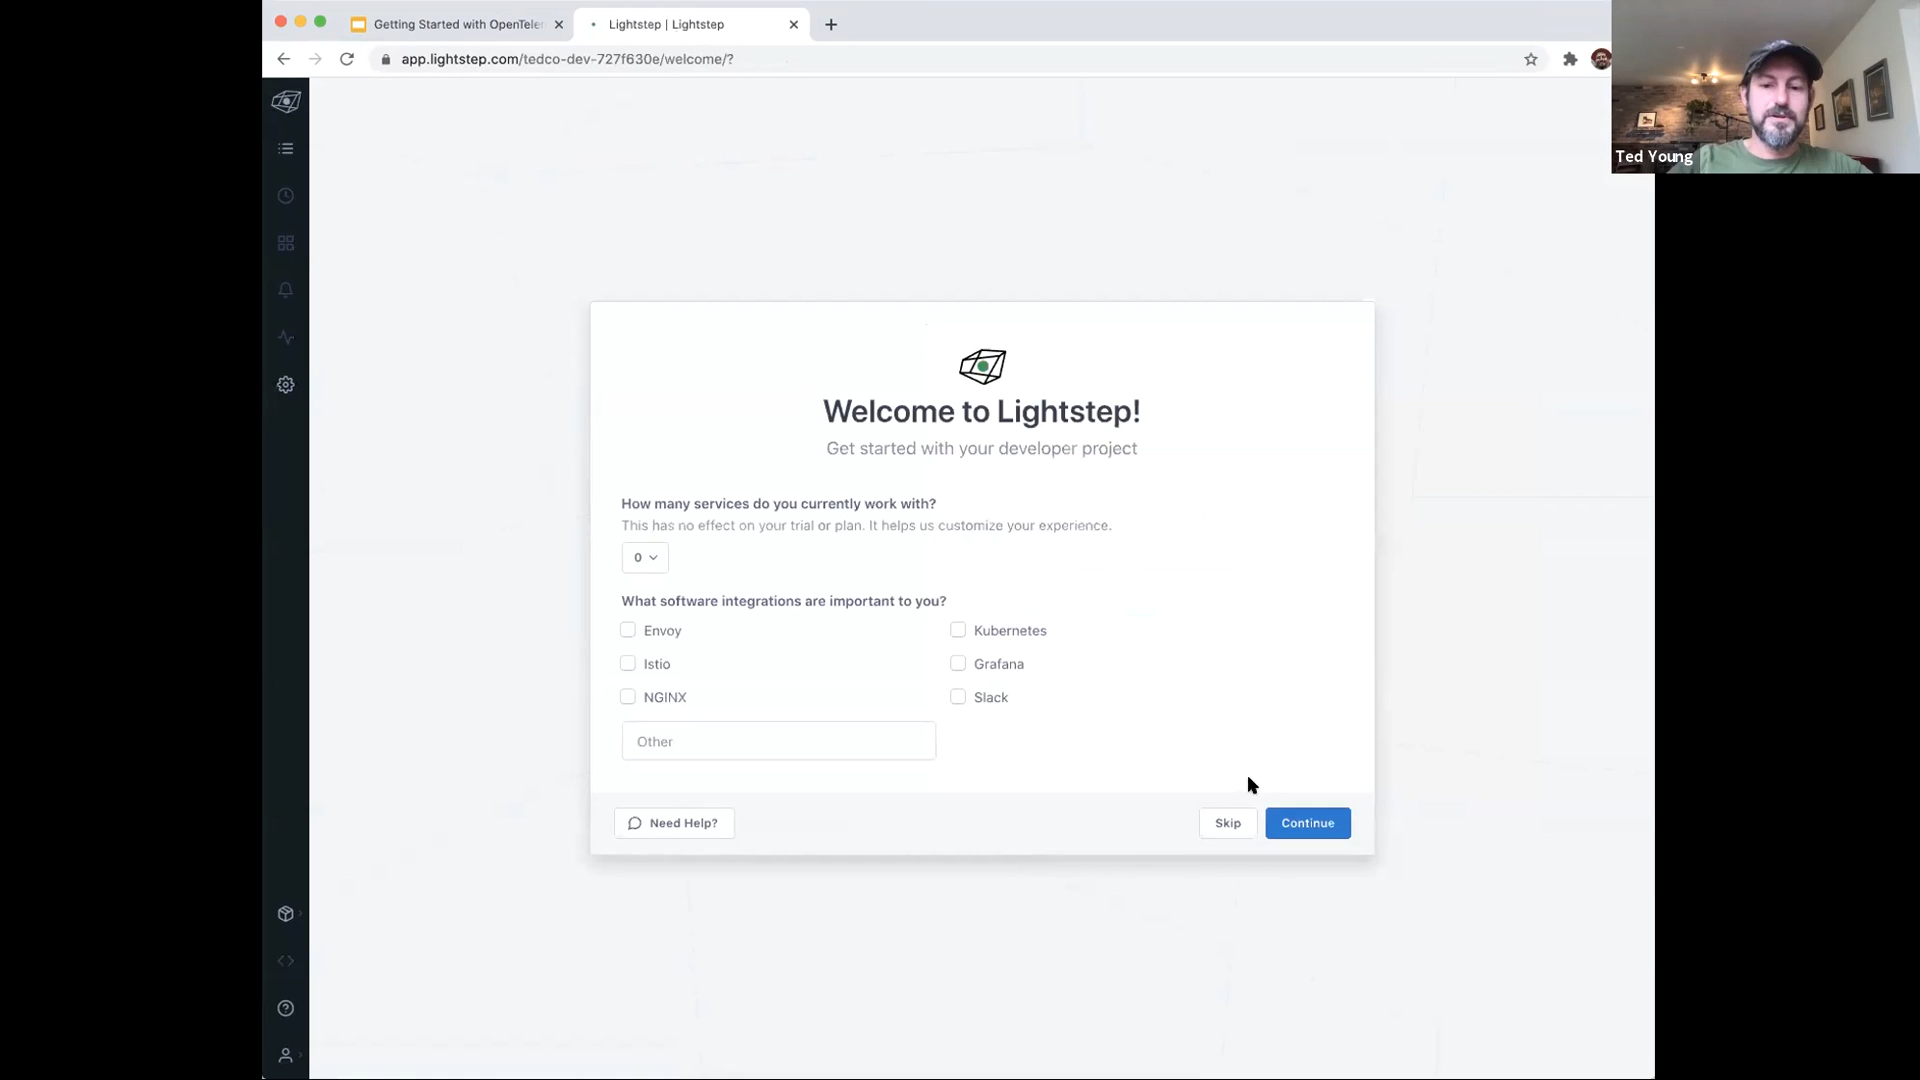 Getting Started with OpenTele
Lightstep | Lightstep
app.lightstep.com/tedco-dev-727f630e/welcome/?
Ted Young
Welcome to Lightstep!
Get started with your developer project
How many services do you currently work with?
This has no effect on your trial or plan. It helps us customize your experience.
0
What software integrations are important to you?
Envoy
Kubernetes
Istio
Grafana
NGINX
Slack
Other
Need Help?
Skip
Continue